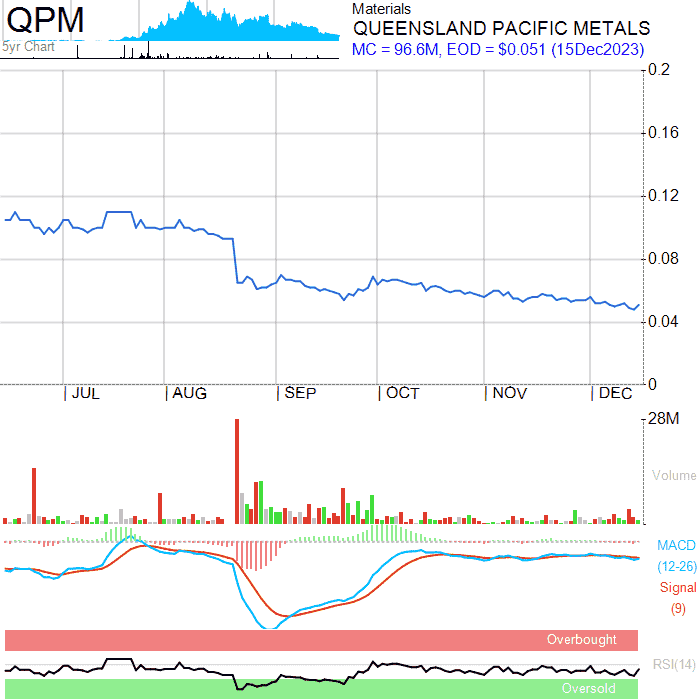 QPM
5yr Chart
Materials
QUEENSLAND PACIFIC METALS
MC = 96.6M, EOD = $0.051 (15Dec2023)
0.2
0.16
0.12
0.08
0.04
0
JUL AUG SEP OCT NOV DEC
28M
Volume
MACD
(12-26)
Signal
(9)
Overbought
RSI(14)
Oversold